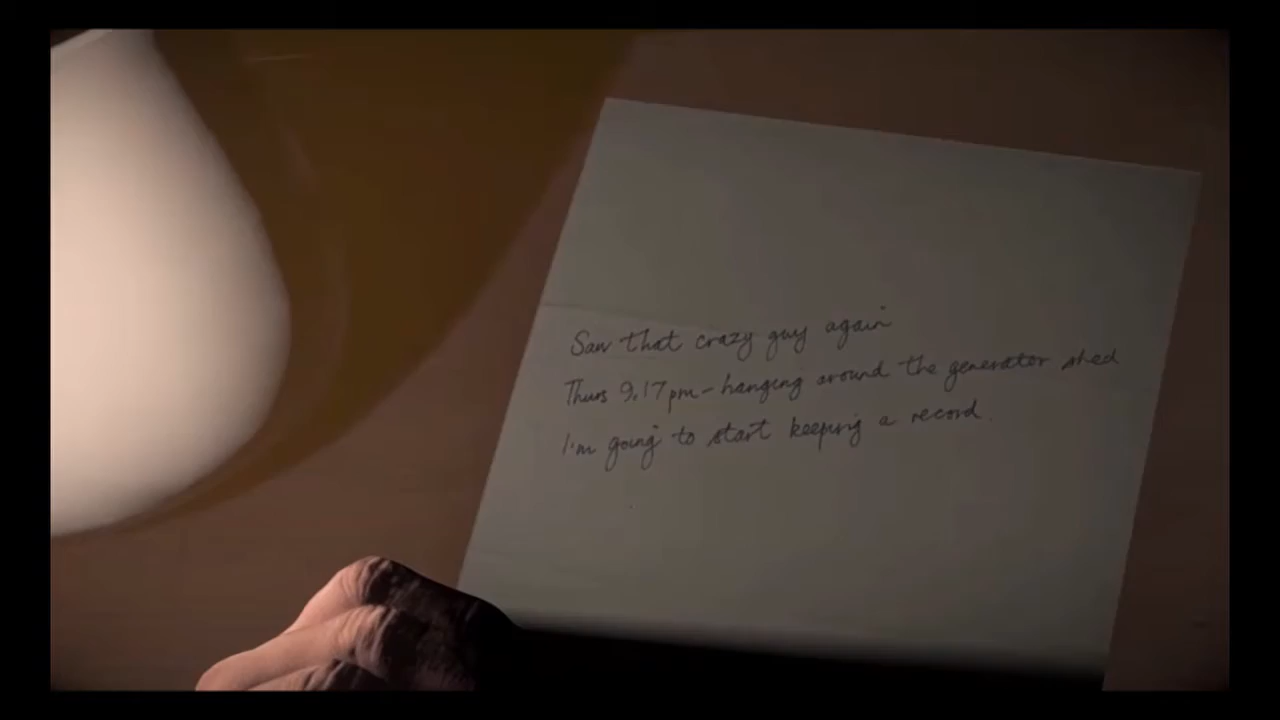 Saw that crazy guy again
Thurs 9.17pm – hanging around the generator shed
I'm going to start keeping a record.